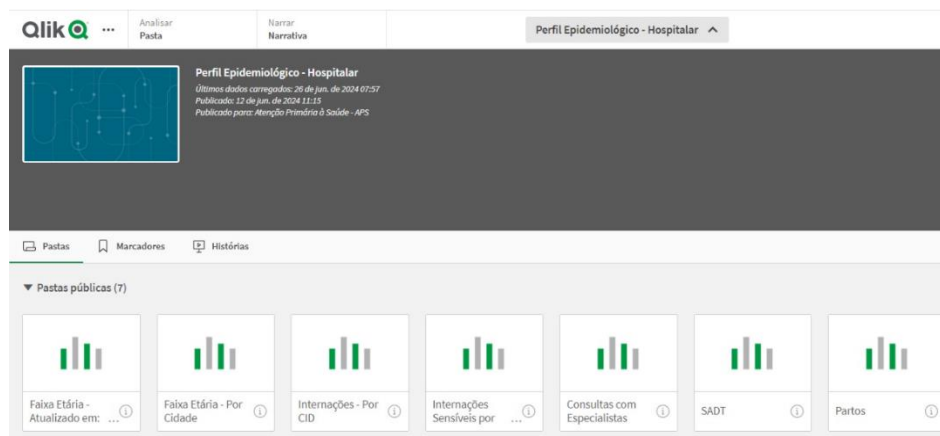 Qlik ... Analisar Narrar
Pasta Narrativa
Perfil Epidemiológico - Hospitalar
Perfil Epidemiológico - Hospitalar
Últimos dados carregados: 26 de jun. de 2024 07:57
Publicado: 12 de jun. de 2024 11:15
Publicado para: Atenção Primária à Saúde - APS
Pastas Marcadores Histórias
Pastas públicas (7)
Faixa Etária -
Atualizado em: ...
Faixa Etária - Por
Cidade
Internações - Por
CID
Internações
Sensíveis por ...
Consultas com
Especialistas
SADT
Partos